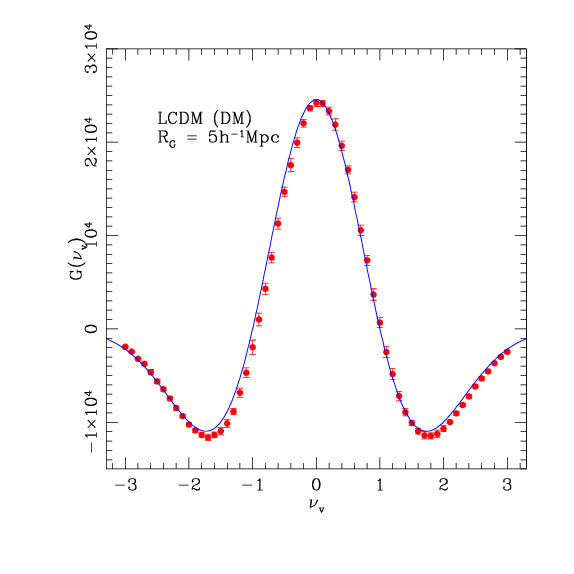 3×10⁴
2×10⁴
10⁴
0
−1×10⁴
G(νᵥ)
LCDM (DM)
R_G = 5h⁻¹Mpc
−3 −2 −1 0 1 2 3
νᵥ